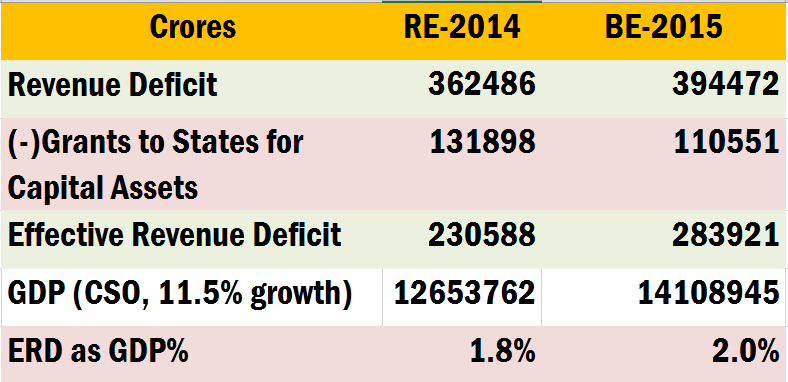 Crores RE-2014 BE-2015
Revenue Deficit 362486 394472
(-)Grants to States for 131898 110551
Capital Assets
Effective Revenue Deficit 230588 283921
GDP (CSO, 11.5% growth) 12653762 14108945
ERD as GDP% 1.8% 2.0%